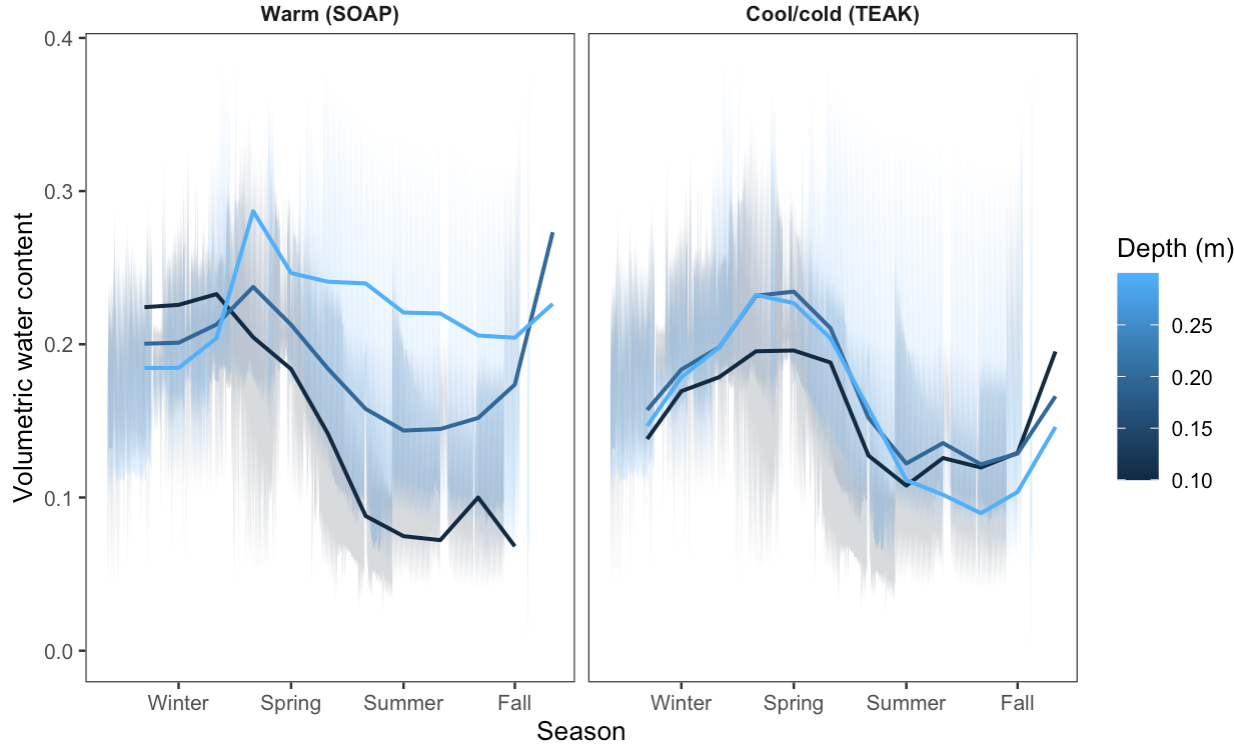 Warm (SOAP)
Cool/cold (TEAK)
0.4
0.3
0.2
0.1
0.0
Volumetric water content
Winter
Spring
Summer
Fall
Winter
Spring
Summer
Fall
Season
Depth (m)
0.25
0.20
0.15
0.10